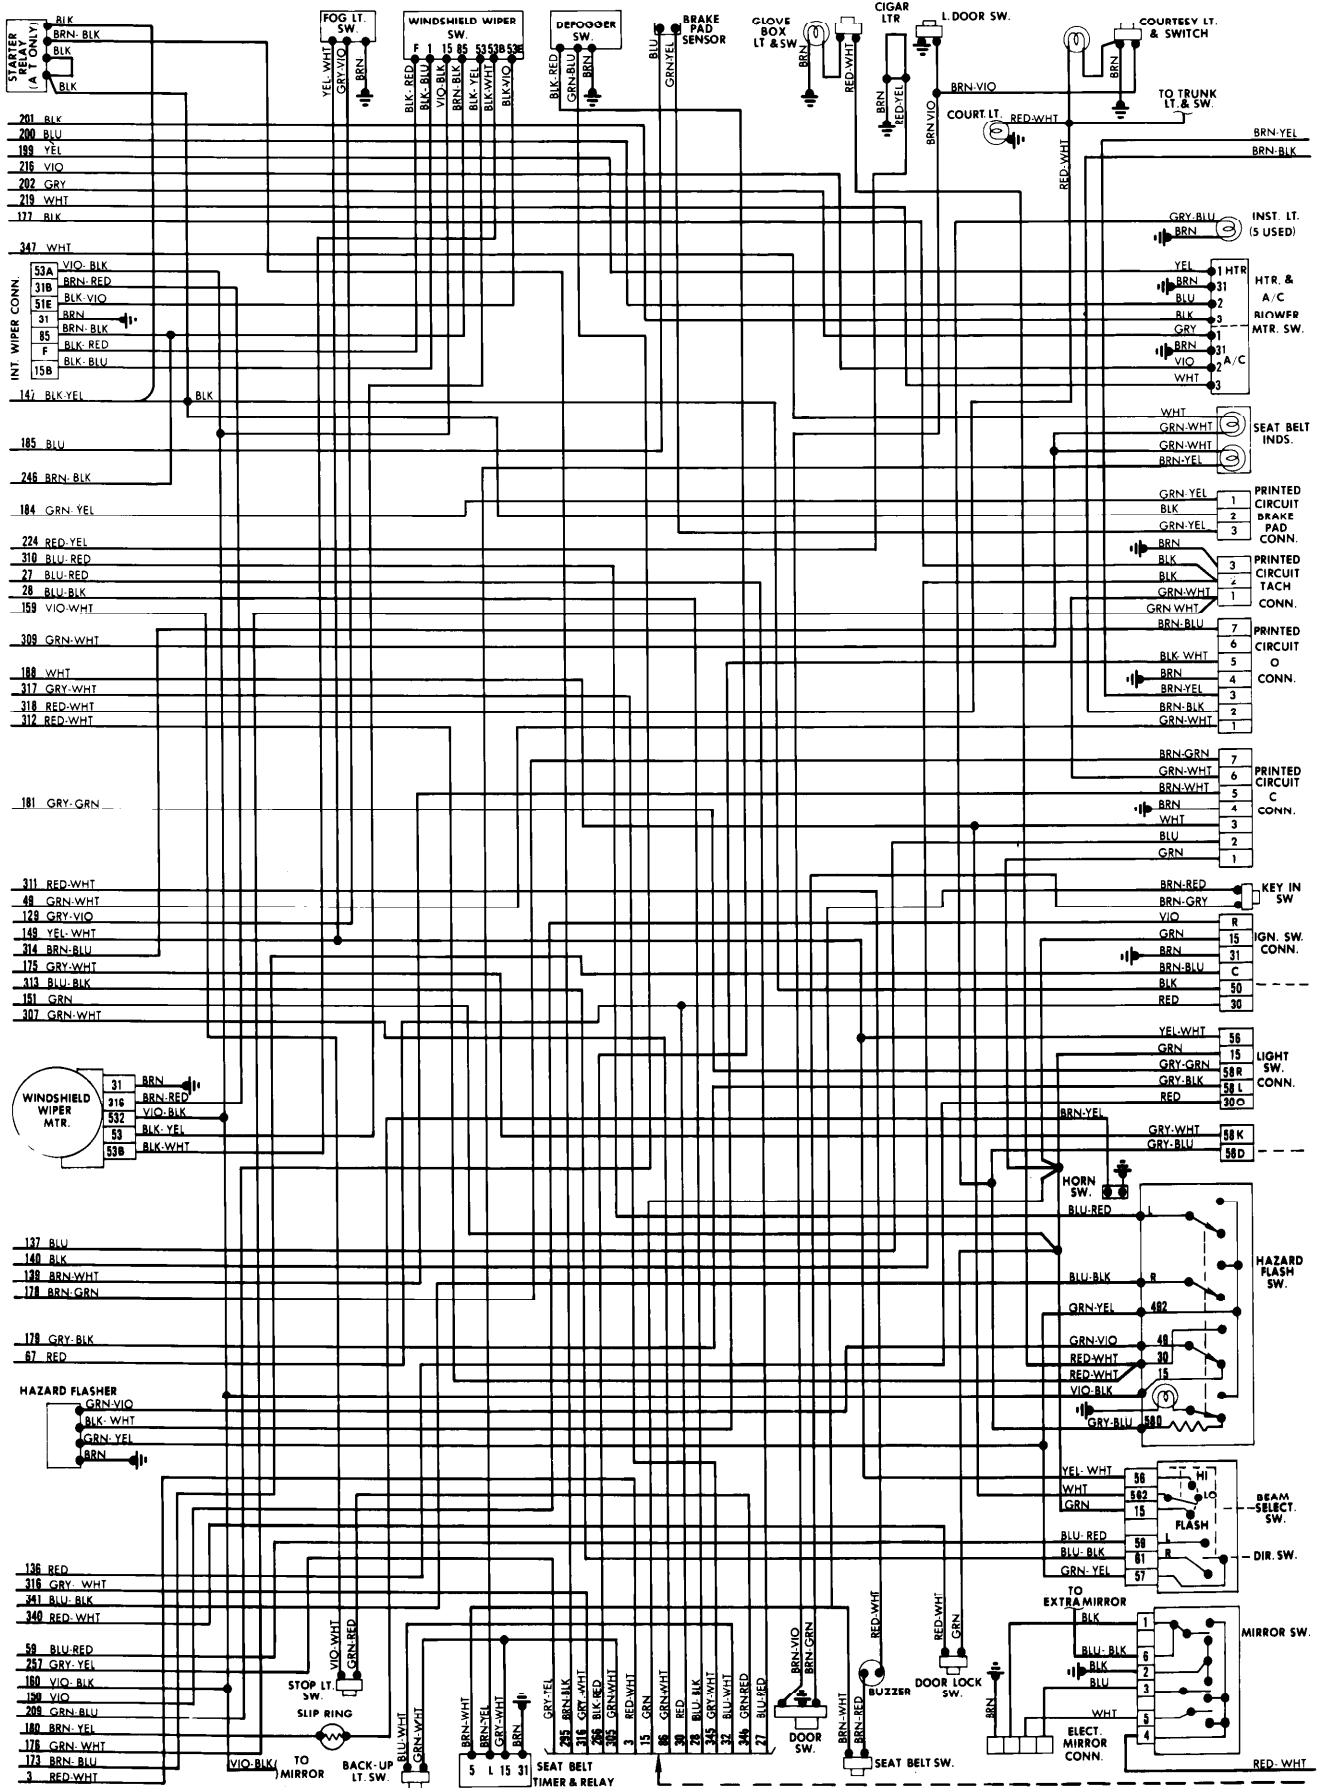 STARTER
RELAY
(A T ONLY)
BLK
BRN- BLK
BLK
BLK
FOG LT.
SW.
YEL- WHT
GRY-VIO
BRN
WINDSHIELD WIPER
SW.
F 1 15 85 53 53B 53E
BLK- RED
BLK- BLU
VIO-BLK
BRN-BLK
BLK- YEL
BLK-WHT
BLK-VIO
DEFOGGER
SW.
BLK-RED
GRN-BLU
BRN
BRAKE
PAD
SENSOR
BLU
GRN-YEL
GLOVE
BOX
LT & SW
BRN
RED-WHT
CIGAR
LTR
BRN
RED-YEL
L.DOOR SW.
BRN VIO
BRN-VIO
COURTESY LT.
& SWITCH
BRN
TO TRUNK
LT.& SW.
COURT. LT.
RED-WHT
RED-WHT
BRN-YEL
BRN-BLK
201 BLK
200 BLU
199 YEL
216 VIO
202 GRY
219 WHT
177 BLK
347 WHT
INT. WIPER CONN.
53A VIO- BLK
31B BRN- RED
51E BLK-VIO
31 BRN
85 BRN- BLK
F BLK- RED
15B BLK- BLU
147 BLK-YEL
BLK
185 BLU
246 BRN- BLK
184 GRN- YEL
224 RED-YEL
310 BLU-RED
27 BLU-RED
28 BLU-BLK
159 VIO-WHT
309 GRN-WHT
188 WHT
317 GRY-WHT
318 RED-WHT
312 RED-WHT
181 GRY-GRN
311 RED-WHT
49 GRN-WHT
129 GRY-VIO
149 YEL-WHT
314 BRN-BLU
175 GRY-WHT
313 BLU-BLK
151 GRN
307 GRN-WHT
GRY-BLU
BRN
INST. LT.
(5 USED)
YEL 1 HTR
BRN 31
BLU 2
BLK 3
GRY 1
BRN 31
VIO 2
WHT 3
A/C
HTR. &
A/C
BLOWER
MTR. SW.
WHT
GRN-WHT
GRN-WHT
BRN-YEL
SEAT BELT
INDS.
GRN-YEL 1
BLK 2
GRN-YEL 3
PRINTED
CIRCUIT
BRAKE
PAD
CONN.
BRN
BLK 3
BLK 2
GRN-WHT 1
GRN WHT
PRINTED
CIRCUIT
TACH
CONN.
BRN-BLU 7
6
BLK- WHT 5
BRN 4
BRN-YEL 3
BRN-BLK 2
GRN-WHT 1
PRINTED
CIRCUIT
O
CONN.
BRN-GRN 7
GRN-WHT 6
BRN-WHT 5
BRN 4
WHT 3
BLU 2
GRN 1
PRINTED
CIRCUIT
C
CONN.
BRN-RED
BRN-GRY
KEY IN
SW
VIO R
GRN 15
BRN 31
BRN-BLU C
BLK 50
RED 30
IGN. SW.
CONN.
YEL-WHT 56
GRN 15
GRY-GRN 58R
GRY-BLK 58 L
RED 30O
LIGHT
SW.
CONN.
GRY-WHT 58 K
GRY-BLU 58D
BRN-YEL
HORN
SW.
WINDSHIELD
WIPER
MTR.
31 BRN
316 BRN-RED
532 VIO-BLK
53 BLK- YEL
53B BLK-WHT
137 BLU
140 BLK
139 BRN-WHT
178 BRN-GRN
179 GRY-BLK
67 RED
HAZARD FLASHER
GRN-VIO
BLK- WHT
GRN- YEL
BRN
BLU-RED L
BLU-BLK R
GRN-YEL 492
GRN-VIO 49
RED-WHT 30
RED-WHT 15
VIO-BLK
GRY-BLU 58D
HAZARD
FLASH
SW.
YEL- WHT 56
WHT 562
GRN 15
HI
LO
FLASH
BEAM
SELECT.
SW.
BLU- RED 59 L
BLU- BLK 61 R
GRN- YEL 57
DIR. SW.
136 RED
316 GRY- WHT
341 BLU-BLK
340 RED-WHT
59 BLU-RED
257 GRY-YEL
160 VIO-BLK
150 VIO
209 GRN-BLU
180 BRN- YEL
176 GRN- WHT
173 BRN- BLU
3 RED-WHT
VIO-BLK
TO
MIRROR
SLIP RING
VIO-WHT
GRN-RED
STOP LT.
SW.
BLU-WHT
GRN-WHT
BACK-UP
LT. SW.
BRN-WHT
BRN-YEL
GRY-WHT
BRN
5 L 15 31
SEAT BELT
TIMER & RELAY
GRY-YEL
295 BRN-BLK
316 GRY-WHT
266 BLK-RED
305 GRN-WHT
3 RED-WHT
15 GRN
86 GRN-WHT
30 RED
28 BLU-BLK
345 GRY-WHT
32 BLU-WHT
346 GRN-RED
27 BLU-RED
BRN-VIO
BRN-GRN
DOOR
SW.
BRN-WHT
BRN-RED
SEAT BELT SW.
RED-WHT
BUZZER
RED-WHT
GRN
DOOR LOCK
SW.
BRN
ELECT.
MIRROR
CONN.
TO
EXTRA MIRROR
BLK 1
BLU- BLK 6
BLK 2
BLU 3
WHT 5
4
MIRROR SW.
RED-WHT